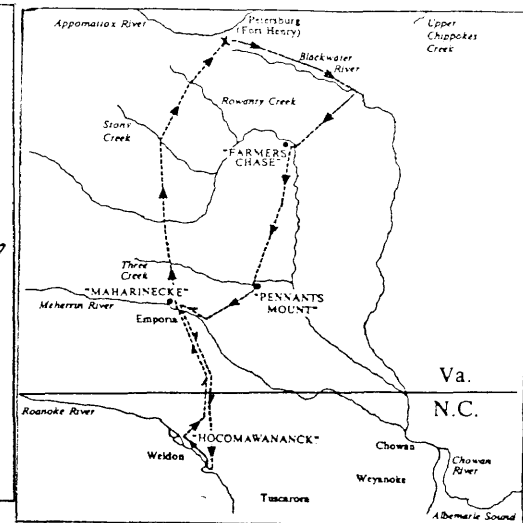 Appomattox River
Petersburg
(Fort Henry)
Upper
Chippokes
Creek
Blackwater
River
Rowanty Creek
Stony
Creek
"FARMERS
CHASE"
Three
Creek
"MAHARINECKE"
Meherrin River
Emporia
"PENNANTS
MOUNT"
Va.
N.C.
Roanoke River
"HOCOMAWANANCK"
Weldon
Chowan
Chowan
River
Weyanoke
Tuscarora
Albemarle Sound